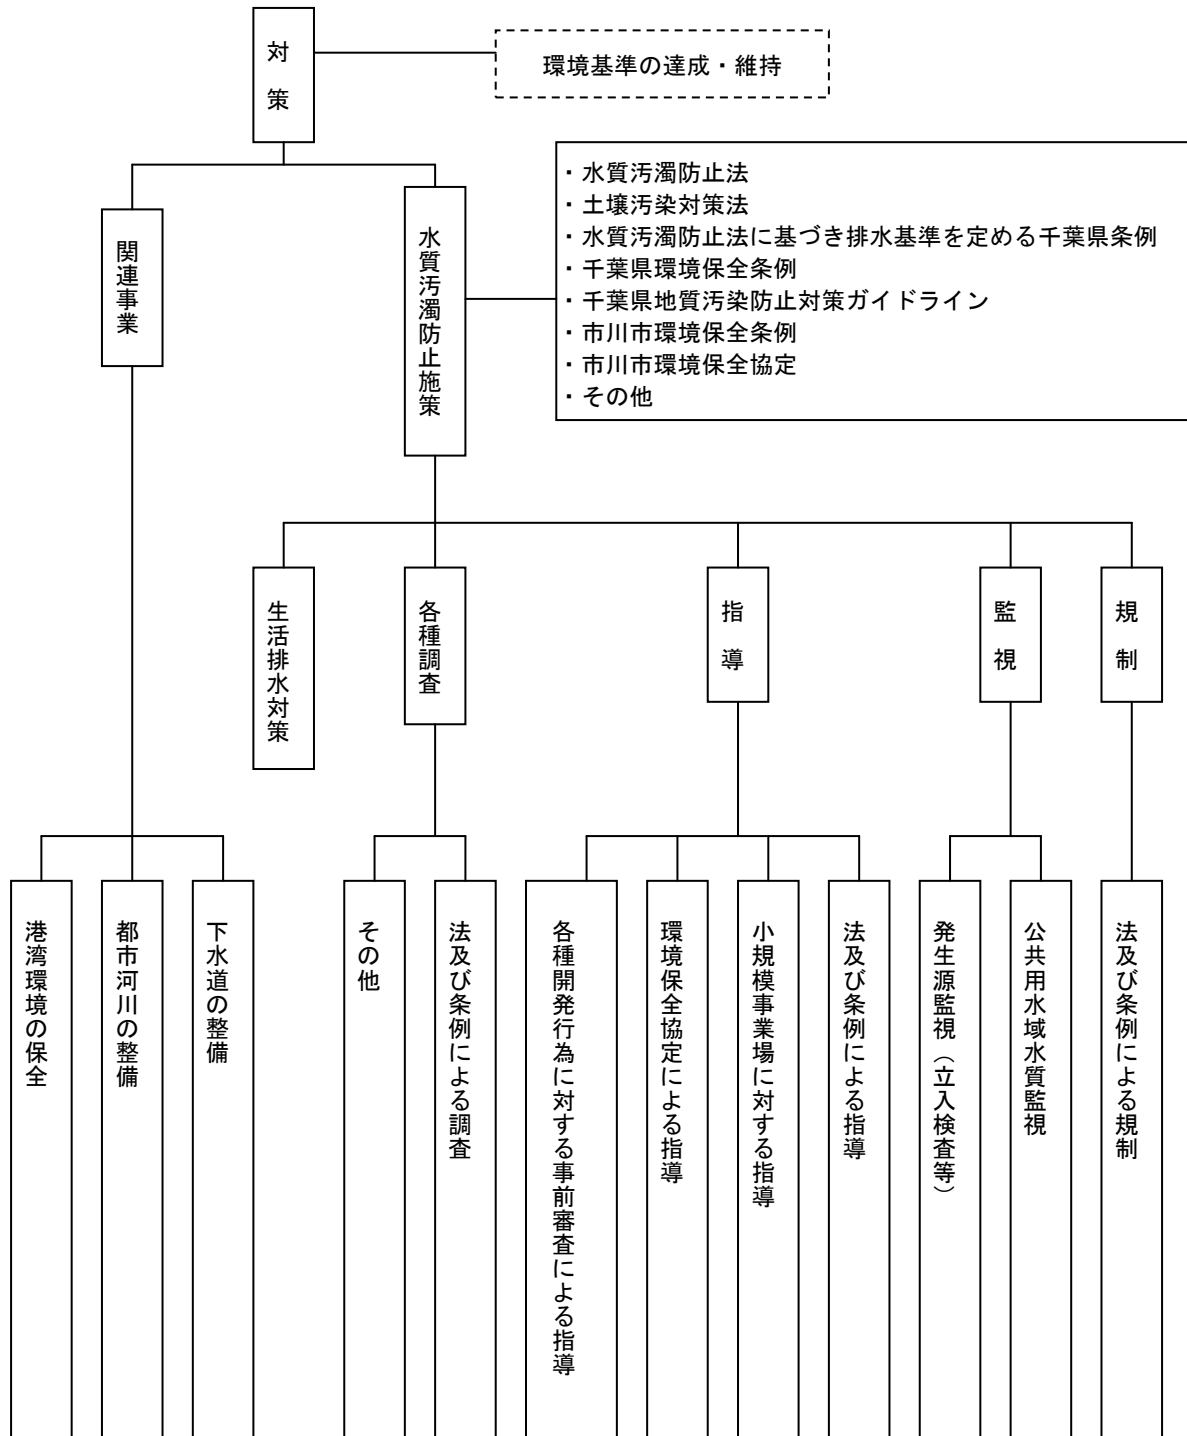 対策
環境基準の達成・維持
・水質汚濁防止法
・土壌汚染対策法
・水質汚濁防止法に基づき排水基準を定める千葉県条例
・千葉県環境保全条例
・千葉県地質汚染防止対策ガイドライン
・市川市環境保全条例
・市川市環境保全協定
・その他
水質汚濁防止施策
関連事業
規制
監視
指導
各種調査
生活排水対策
法及び条例による規制
公共用水域水質監視
発生源監視（立入検査等）
法及び条例による指導
小規模事業場に対する指導
環境保全協定による指導
各種開発行為に対する事前審査による指導
法及び条例による調査
その他
下水道の整備
都市河川の整備
港湾環境の保全